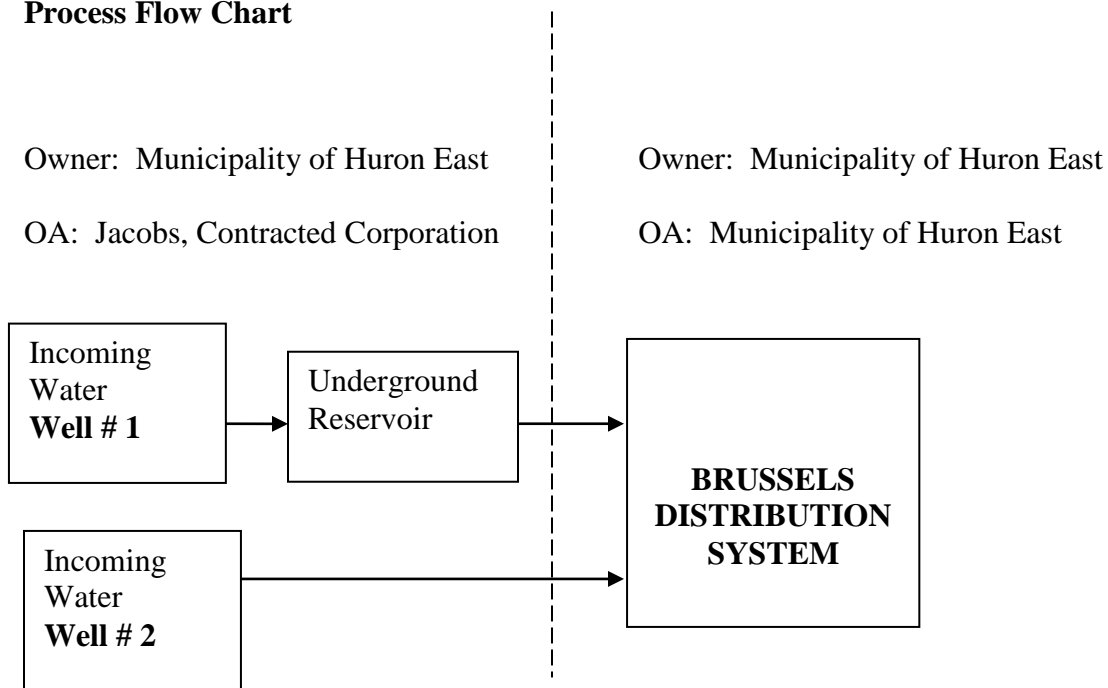 Process Flow Chart
Owner: Municipality of Huron East
OA: Jacobs, Contracted Corporation
Owner: Municipality of Huron East
OA: Municipality of Huron East
Incoming
Water
Well # 1
Underground
Reservoir
BRUSSELS
DISTRIBUTION
SYSTEM
Incoming
Water
Well # 2